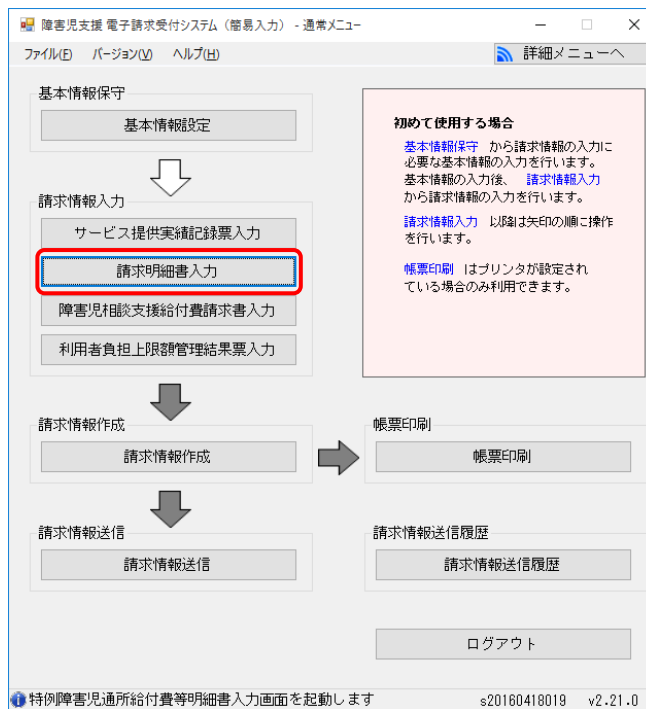 障害児支援 電子請求受付システム（簡易入力） - 通常メニュー
ファイル(F) バージョン(V) ヘルプ(H) 詳細メニューへ
基本情報保守
基本情報設定
請求情報入力
サービス提供実績記録票入力
請求明細書入力
障害児相談支援給付費請求書入力
利用者負担上限額管理結果票入力
初めて使用する場合
基本情報保守 から請求情報の入力に
必要な基本情報の入力を行います。
基本情報の入力後、 請求情報入力
から請求情報の入力を行います。
請求情報入力 以降は矢印の順に操作
を行います。
帳票印刷 はプリンタが設定され
ている場合のみ利用できます。
請求情報作成
請求情報作成
帳票印刷
帳票印刷
請求情報送信
請求情報送信
請求情報送信履歴
請求情報送信履歴
ログアウト
特例障害児通所給付費等明細書入力画面を起動します s20160418019 v2.21.0